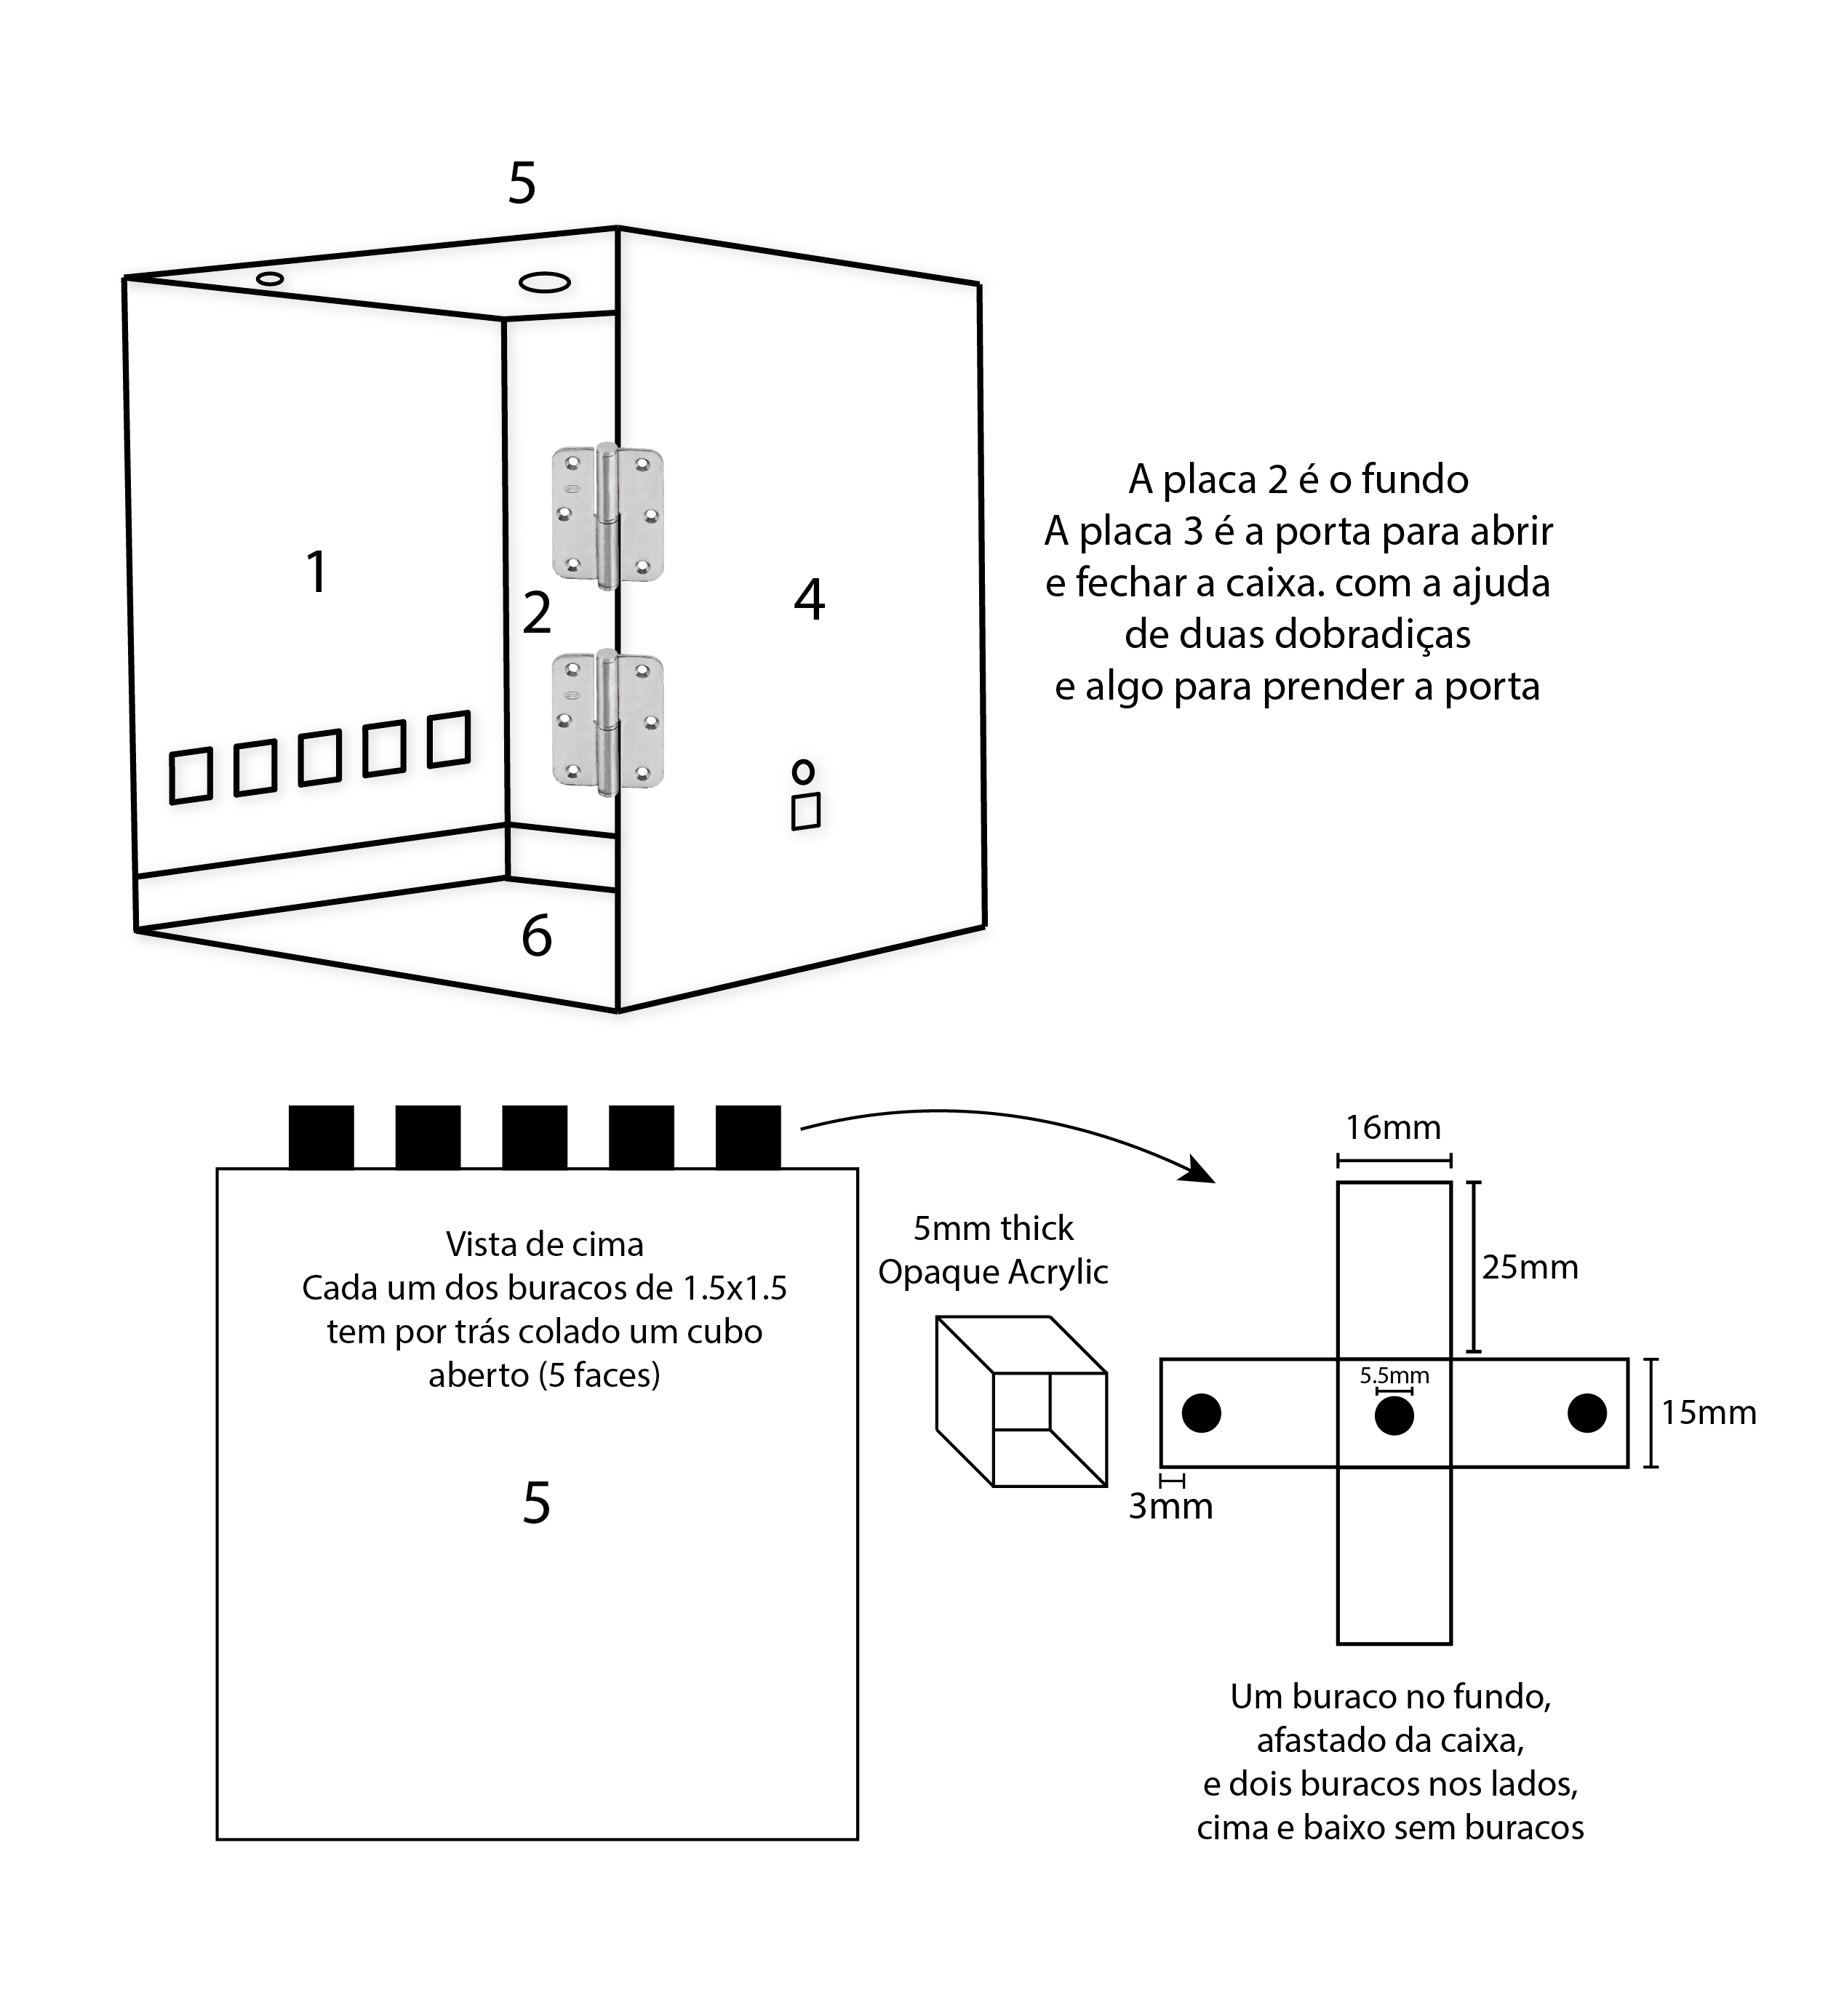 5
1
2
4
6
A placa 2 é o fundo
A placa 3 é a porta para abrir
e fechar a caixa. com a ajuda
de duas dobradiças
e algo para prender a porta
Vista de cima
Cada um dos buracos de 1.5x1.5
tem por trás colado um cubo
aberto (5 faces)
5
5mm thick
Opaque Acrylic
16mm
25mm
5.5mm
15mm
3mm
Um buraco no fundo,
afastado da caixa,
e dois buracos nos lados,
cima e baixo sem buracos